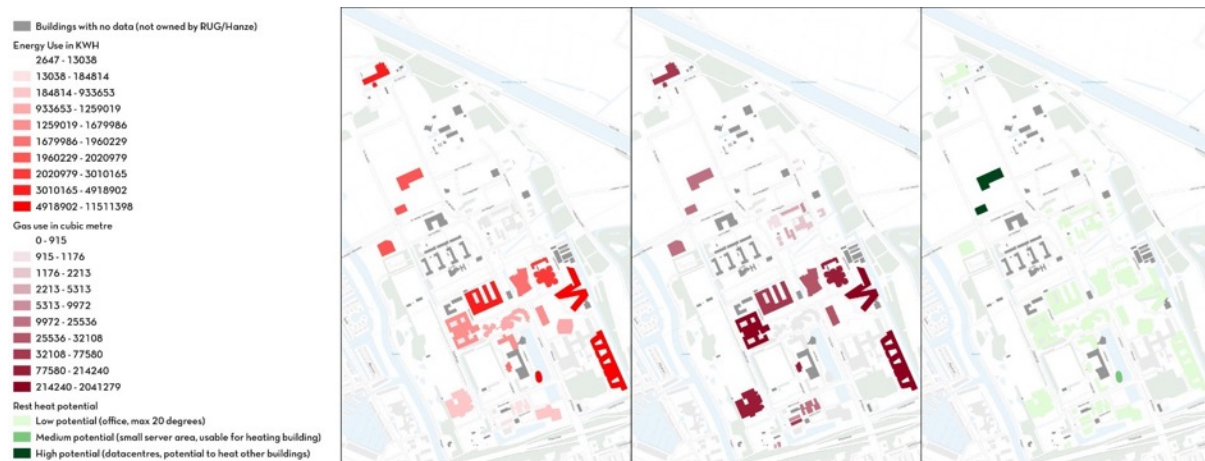 Buildings with no data (not owned by RUG/Hanze)
Energy Use in KWH
2647 - 13038
13038 - 184814
184814 - 933653
933653 - 1259019
1259019 - 1679986
1679986 - 1960229
1960229 - 2020979
2020979 - 3010165
3010165 - 4918902
4918902 - 11511398
Gas use in cubic metre
0 - 915
915 - 1176
1176 - 2213
2213 - 5313
5313 - 9972
9972 - 25536
25536 - 32108
32108 - 77580
77580 - 214240
214240 - 2041279
Rest heat potential
Low potential (office, max 20 degrees)
Medium potential (small server area, usable for heating building)
High potential (datacentres, potential to heat other buildings)